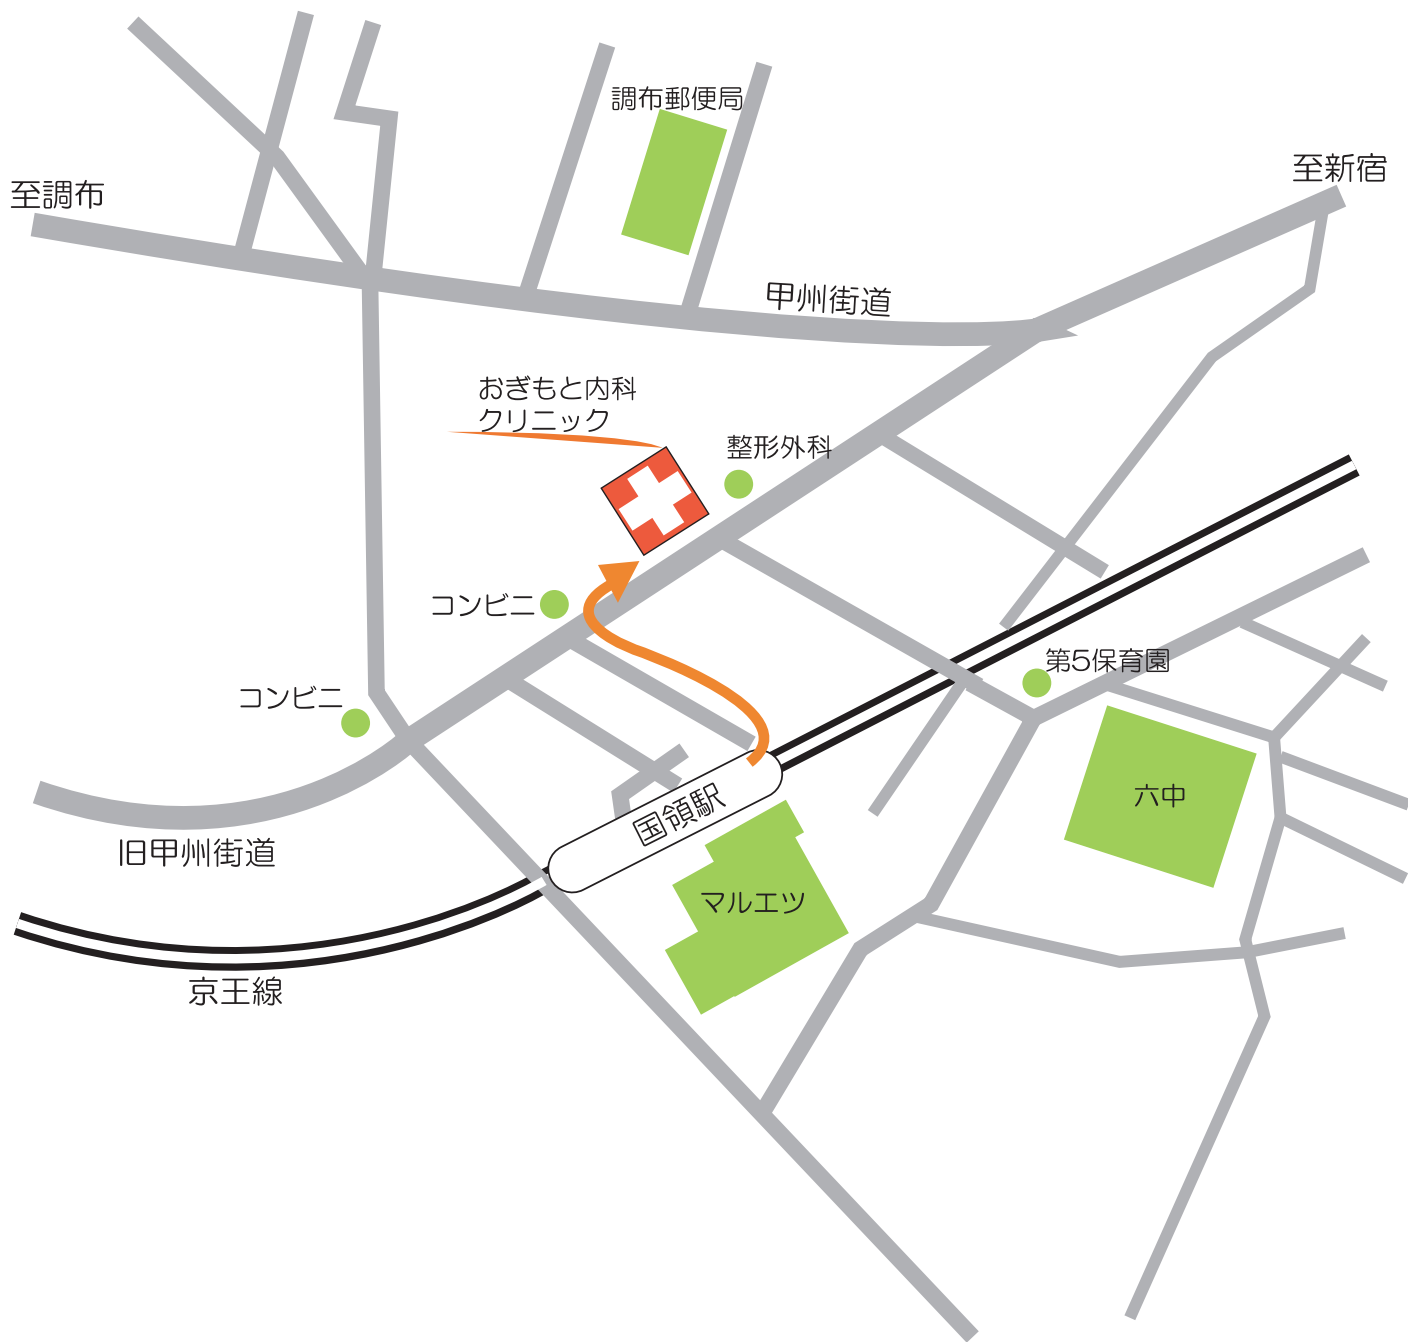 調布郵便局
至新宿
至調布
甲州街道
おぎもと内科
クリニック
整形外科
コンビニ
第5保育園
コンビニ
六中
国領駅
旧甲州街道
マルエツ
京王線